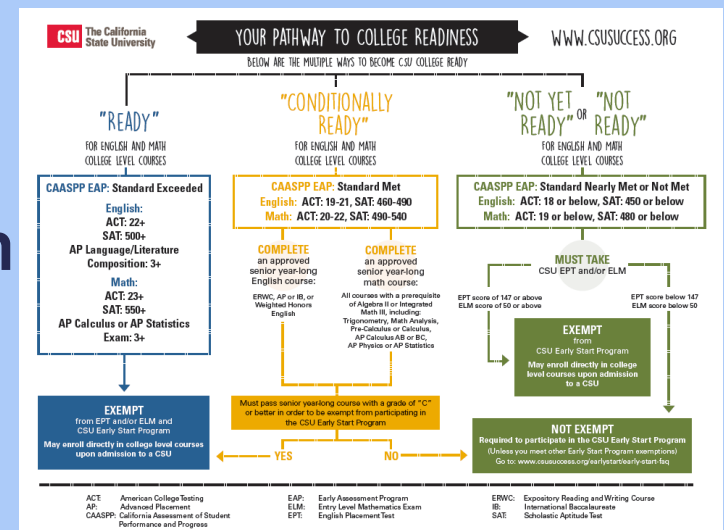 CSU The California
State University
YOUR PATHWAY TO COLLEGE READINESS
WWW.CSUSUCCESS.ORG
BELOW ARE THE MULTIPLE WAYS TO BECOME CSU COLLEGE READY
"READY"
FOR ENGLISH AND MATH
COLLEGE LEVEL COURSES
CAASPP EAP: Standard Exceeded
English:
ACT: 22+
SAT: 500+
AP Language/Literature
Composition: 3+
Math:
ACT: 23+
SAT: 550+
AP Calculus or AP Statistics
Exam: 3+
EXEMPT
from EPT and/or ELM and
CSU Early Start Program
May enroll directly in college level courses
upon admission to a CSU
"CONDITIONALLY
READY"
FOR ENGLISH AND MATH
COLLEGE LEVEL COURSES
CAASPP EAP: Standard Met
English: ACT: 19-21, SAT: 460-490
Math: ACT: 20-22, SAT: 490-540
COMPLETE
an approved
senior year-long
English course:
ERWC, AP or IB, or
Weighted Honors
English
COMPLETE
an approved
senior year-long
math course:
All courses with a prerequisite
of Algebra II or Integrated
Math III, including:
Trigonometry, Math Analysis,
Pre-Calculus or Calculus,
AP Calculus AB or BC,
AP Physics or AP Statistics
Must pass senior year-long course with a grade of "C"
or better in order to be exempt from participating in
the CSU Early Start Program
YES
NO
"NOT YET READY" OR "NOT READY"
FOR ENGLISH AND MATH
COLLEGE LEVEL COURSES
CAASPP EAP: Standard Nearly Met or Not Met
English: ACT: 18 or below, SAT: 450 or below
Math: ACT: 19 or below, SAT: 480 or below
MUST TAKE
CSU EPT and/or ELM
EPT score of 147 or above
ELM score of 50 or above
EPT score below 147
ELM score below 50
EXEMPT
from
CSU Early Start Program
May enroll directly in college
level courses upon admission
to a CSU
NOT EXEMPT
Required to participate in the CSU Early Start Program
(Unless you meet other Early Start Program exemptions)
Go to: www.csusuccess.org/earlystart/early-start-faq
ACT: American College Testing
AP: Advanced Placement
CAASPP: California Assessment of Student
Performance and Progress
EAP: Early Assessment Program
ELM: Entry Level Mathematics Exam
EPT: English Placement Test
ERWC: Expository Reading and Writing Course
IB: International Baccalaureate
SAT: Scholastic Aptitude Test